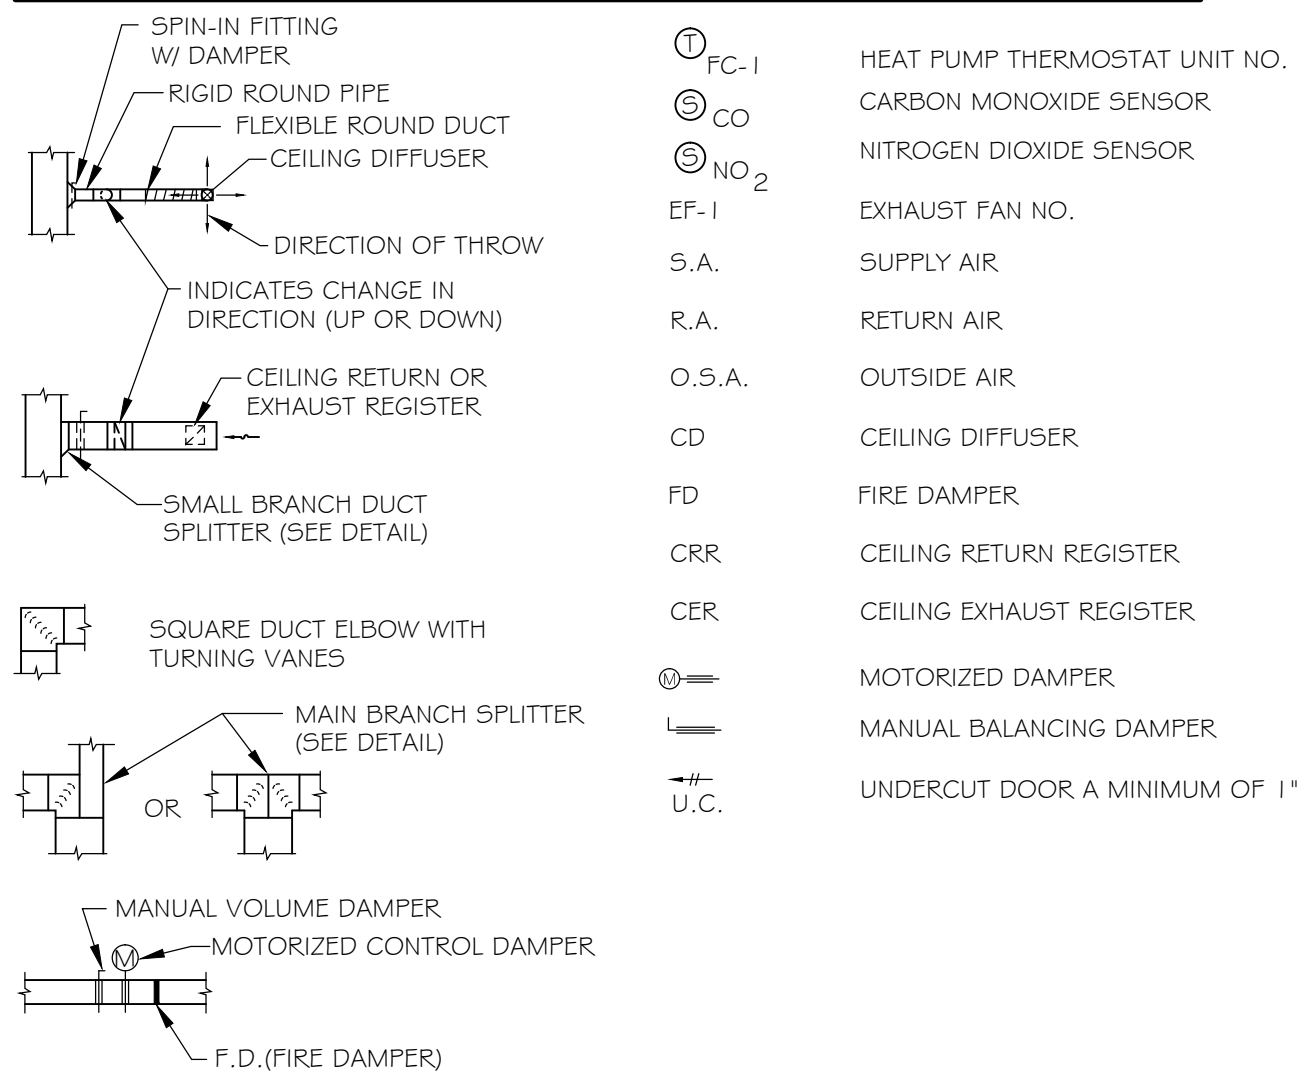 SPIN-IN FITTING
W/ DAMPER
RIGID ROUND PIPE
FLEXIBLE ROUND DUCT
CEILING DIFFUSER
DIRECTION OF THROW
INDICATES CHANGE IN
DIRECTION (UP OR DOWN)
CEILING RETURN OR
EXHAUST REGISTER
SMALL BRANCH DUCT
SPLITTER (SEE DETAIL)
SQUARE DUCT ELBOW WITH
TURNING VANES
MAIN BRANCH SPLITTER
(SEE DETAIL)
OR
MANUAL VOLUME DAMPER
M MOTORIZED CONTROL DAMPER
F.D.(FIRE DAMPER)
T FC-1 HEAT PUMP THERMOSTAT UNIT NO.
S CO CARBON MONOXIDE SENSOR
S NO2 NITROGEN DIOXIDE SENSOR
EF-1 EXHAUST FAN NO.
S.A. SUPPLY AIR
R.A. RETURN AIR
O.S.A. OUTSIDE AIR
CD CEILING DIFFUSER
FD FIRE DAMPER
CRR CEILING RETURN REGISTER
CER CEILING EXHAUST REGISTER
M MOTORIZED DAMPER
MANUAL BALANCING DAMPER
U.C. UNDERCUT DOOR A MINIMUM OF 1"